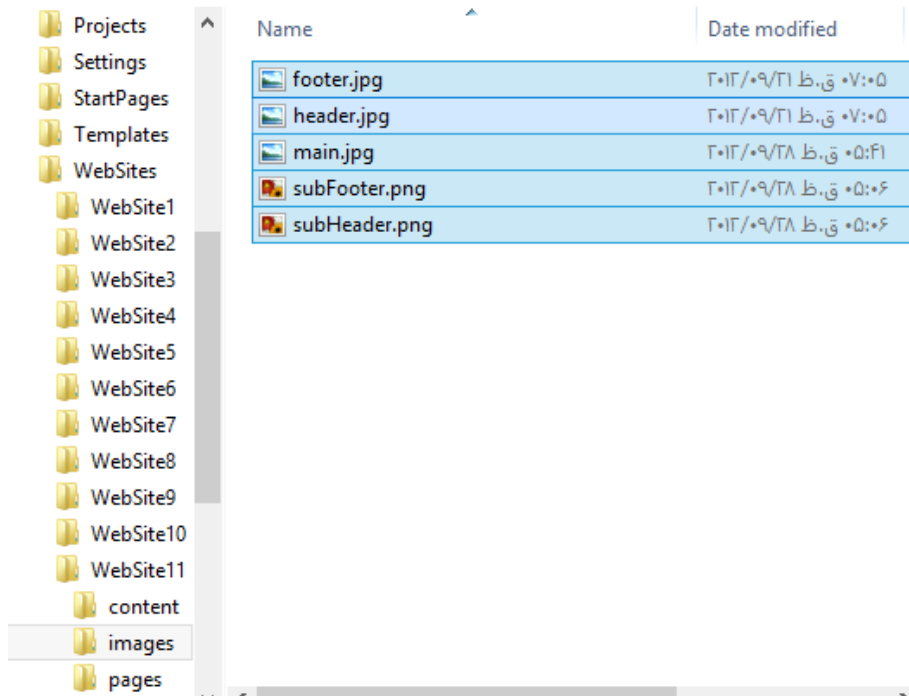 Projects
Settings
StartPages
Templates
WebSites
WebSite1
WebSite2
WebSite3
WebSite4
WebSite5
WebSite6
WebSite7
WebSite8
WebSite9
WebSite10
WebSite11
content
images
pages
Name Date modified
footer.jpg ۲۰۱۲/۰۹/۲۱ ق.ظ ۰۷:۰۵
header.jpg ۲۰۱۲/۰۹/۲۱ ق.ظ ۰۷:۰۵
main.jpg ۲۰۱۲/۰۹/۲۸ ق.ظ ۰۵:۴۱
subFooter.png ۲۰۱۲/۰۹/۲۸ ق.ظ ۰۵:۰۶
subHeader.png ۲۰۱۲/۰۹/۲۸ ق.ظ ۰۵:۰۶